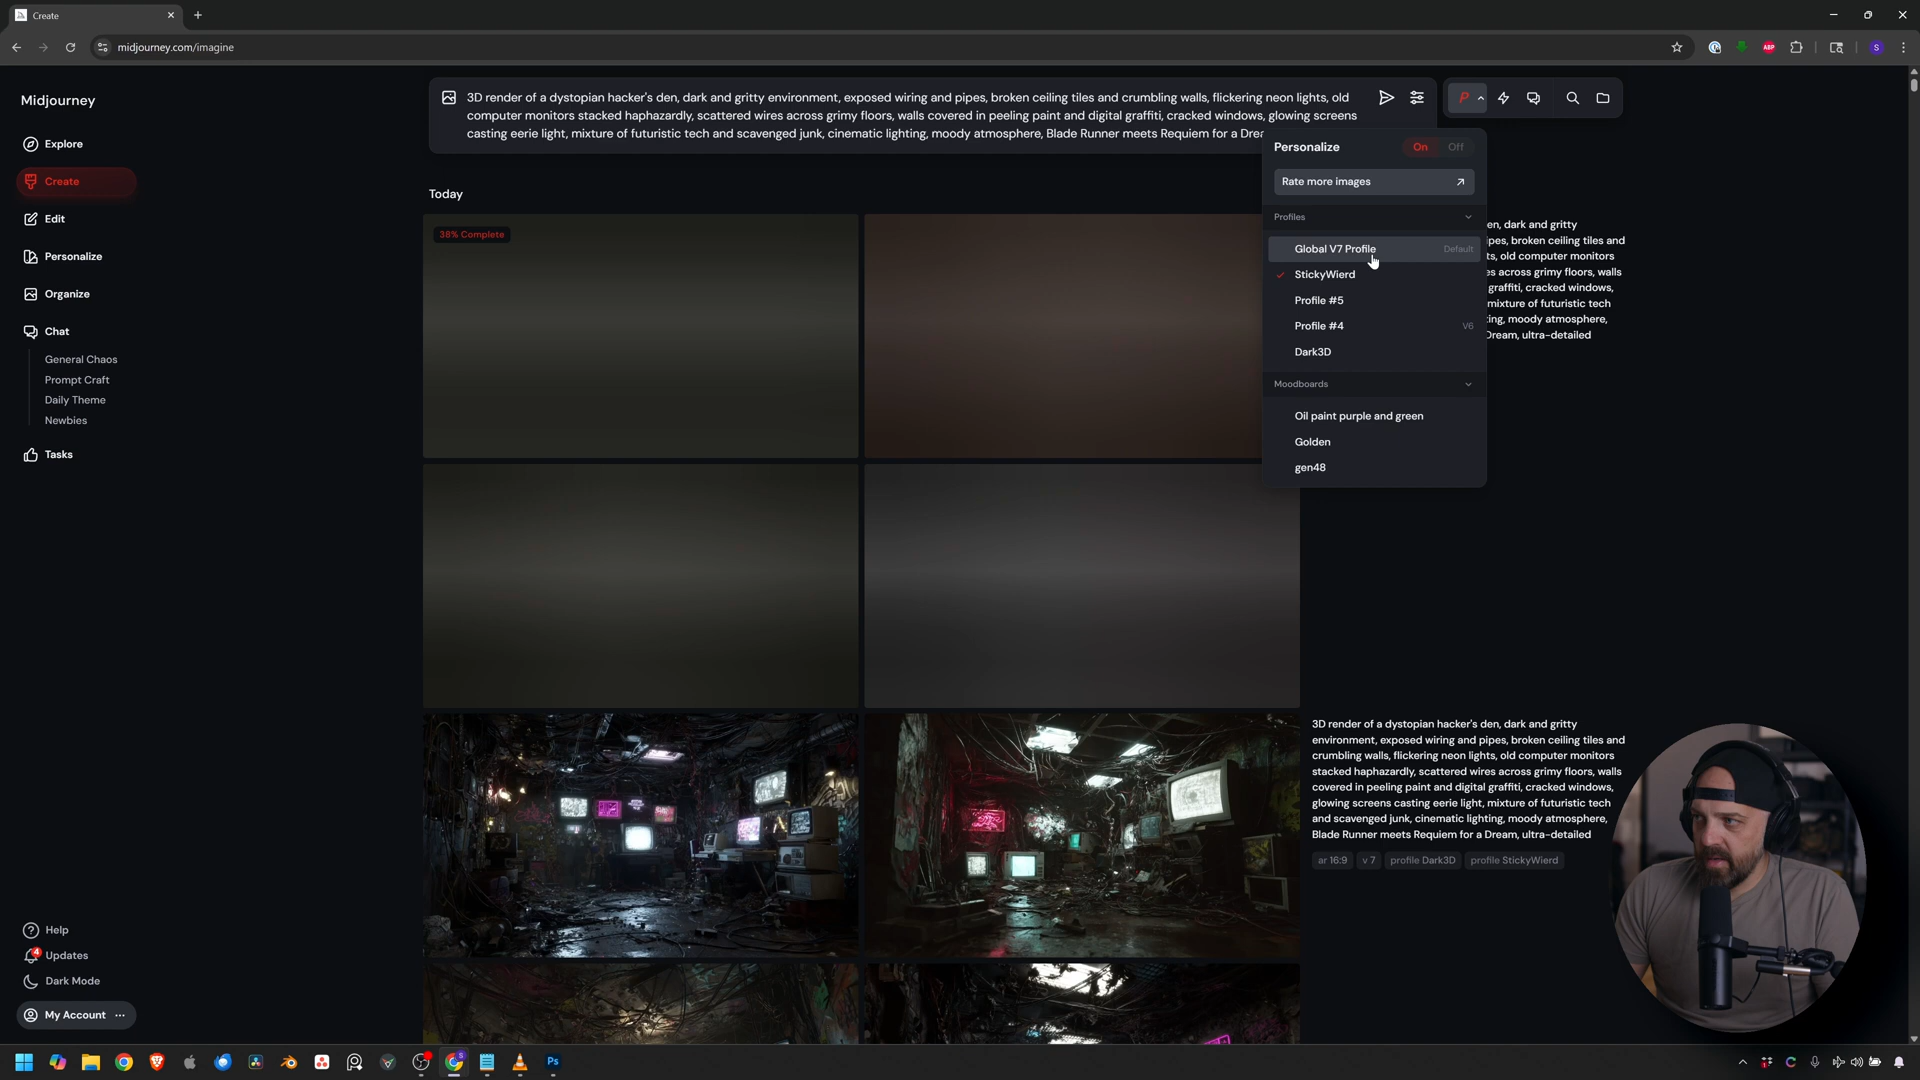 Create
midjourney.com/imagine
ABP
S
Midjourney
Explore
Create
Edit
Personalize
Organize
Chat
General Chaos
Prompt Craft
Daily Theme
Newbies
Tasks
Help
4
Updates
Dark Mode
My Account
3D render of a dystopian hacker's den, dark and gritty environment, exposed wiring and pipes, broken ceiling tiles and crumbling walls, flickering neon lights, old
computer monitors stacked haphazardly, scattered wires across grimy floors, walls covered in peeling paint and digital graffiti, cracked windows, glowing screens
casting eerie light, mixture of futuristic tech and scavenged junk, cinematic lighting, moody atmosphere, Blade Runner meets Requiem for a Drea
P
Personalize
On
Off
Rate more images
Profiles
Global V7 Profile
Default
StickyWierd
Profile #5
Profile #4
V6
Dark3D
Moodboards
Oil paint purple and green
Golden
gen48
Today
38% Complete
en, dark and gritty
ipes, broken ceiling tiles and
ts, old computer monitors
es across grimy floors, walls
graffiti, cracked windows,
mixture of futuristic tech
ing, moody atmosphere,
Dream, ultra-detailed
3D render of a dystopian hacker's den, dark and gritty
environment, exposed wiring and pipes, broken ceiling tiles and
crumbling walls, flickering neon lights, old computer monitors
stacked haphazardly, scattered wires across grimy floors, walls
covered in peeling paint and digital graffiti, cracked windows,
glowing screens casting eerie light, mixture of futuristic tech
and scavenged junk, cinematic lighting, moody atmosphere,
Blade Runner meets Requiem for a Dream, ultra-detailed
ar 16:9
v 7
profile Dark3D
profile StickyWierd
S
Ps